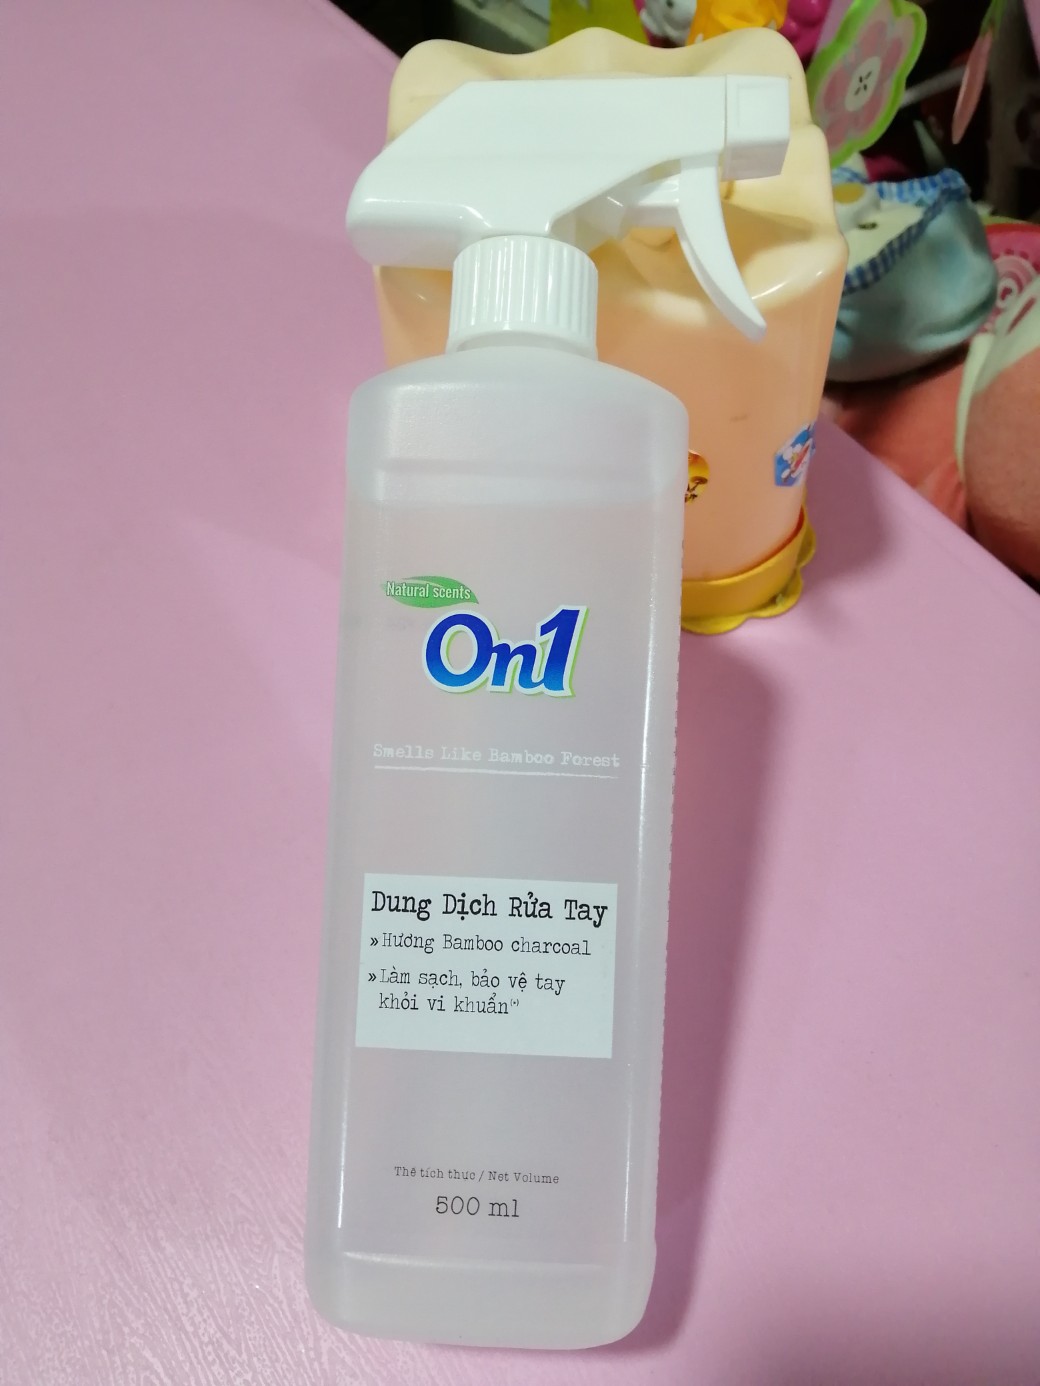 Natural scents
On1
Smells Like Bamboo Forest
Dung Dịch Rửa Tay
» Hương Bamboo charcoal
» Làm sạch, bảo vệ tay
khỏi vi khuẩn(*)
Thể tích thực / Net Volume
500 ml